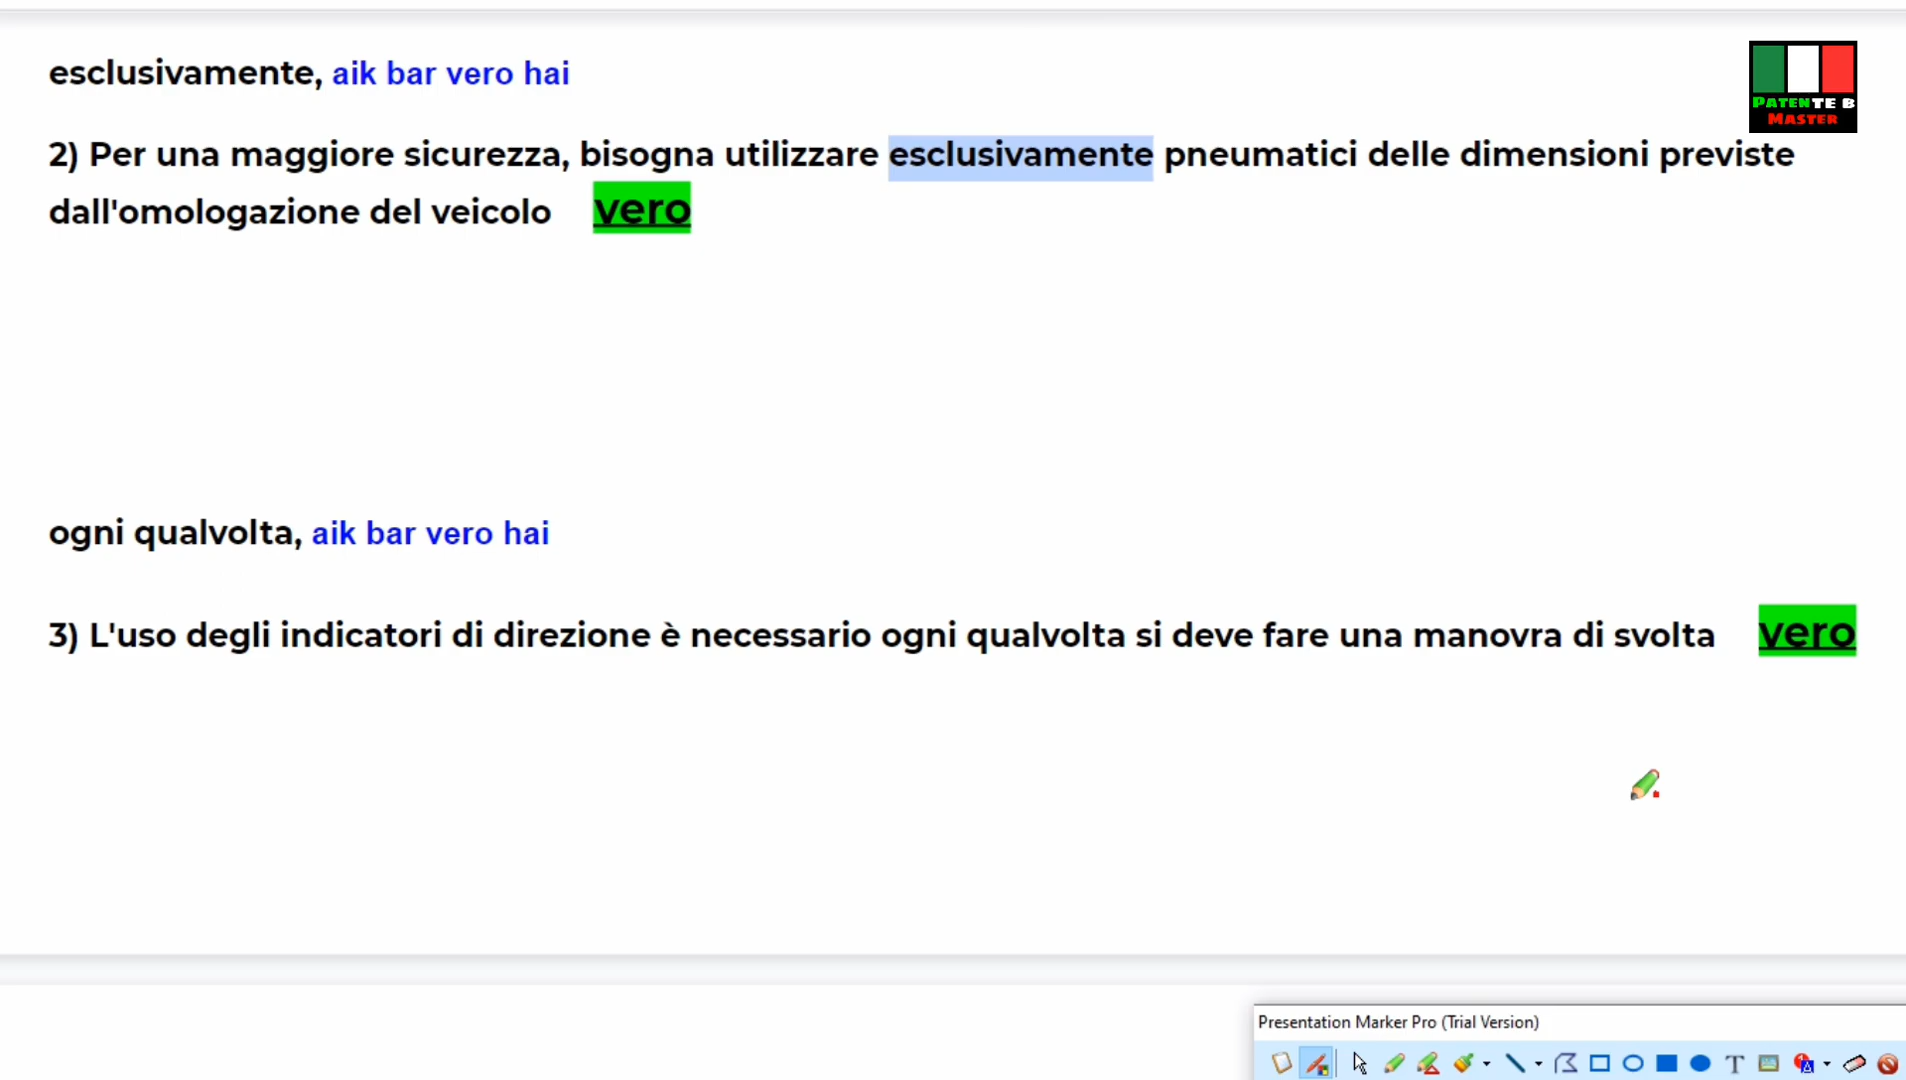 esclusivamente, aik bar vero hai
PATENTE B
MASTER
2) Per una maggiore sicurezza, bisogna utilizzare esclusivamente pneumatici delle dimensioni previste
dall'omologazione del veicolo vero
ogni qualvolta, aik bar vero hai
3) L'uso degli indicatori di direzione è necessario ogni qualvolta si deve fare una manovra di svolta vero
Presentation Marker Pro (Trial Version)